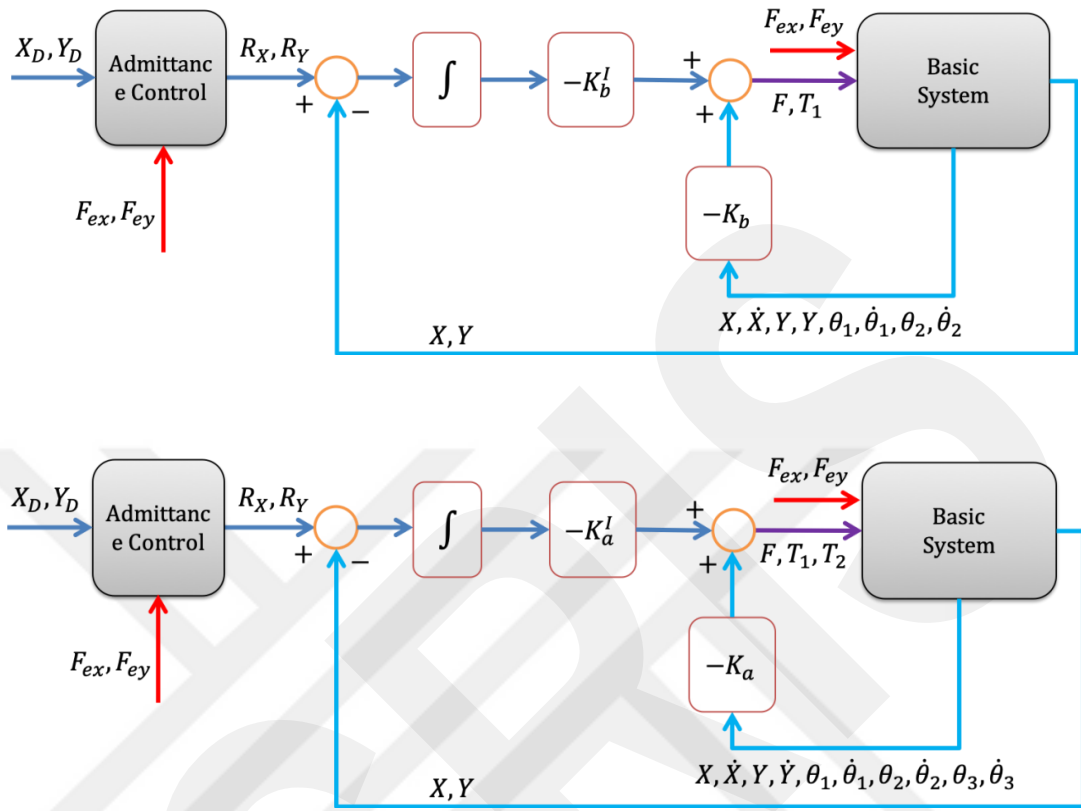 X_D, Y_D
Admittanc
e Control
R_X, R_Y
+
−
∫
−K_b^I
+
+
F_ex, F_ey
F, T_1
Basic
System
F_ex, F_ey
−K_b
X, Ẋ, Y, Y, θ_1, θ̇_1, θ_2, θ̇_2
X, Y
X_D, Y_D
Admittanc
e Control
R_X, R_Y
+
−
∫
−K_a^I
+
+
F_ex, F_ey
F, T_1, T_2
Basic
System
F_ex, F_ey
−K_a
X, Ẋ, Y, Ẏ, θ_1, θ̇_1, θ_2, θ̇_2, θ_3, θ̇_3
X, Y